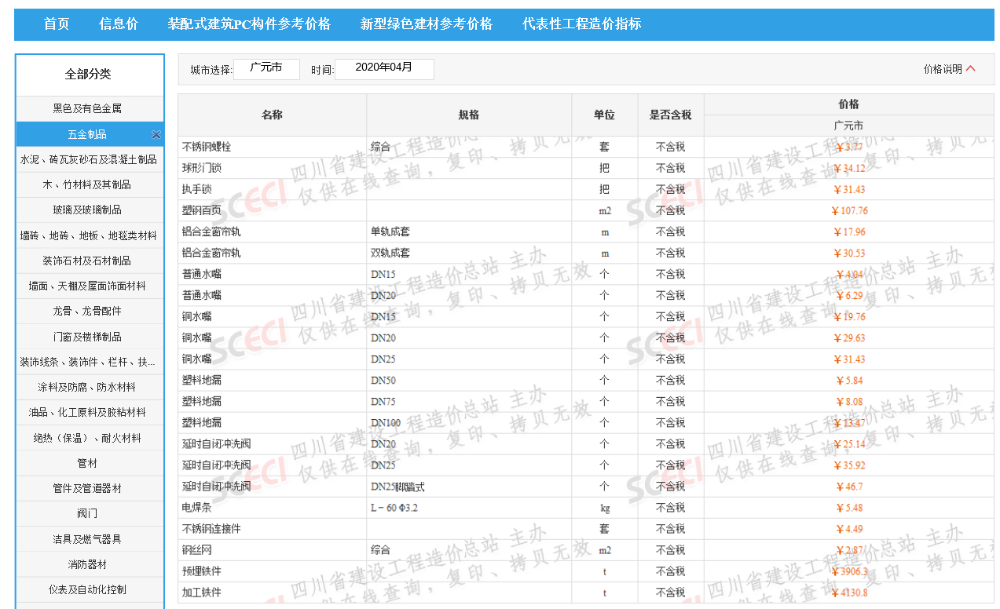 首页 信息价 装配式建筑PC构件参考价格 新型绿色建材参考价格 代表性工程造价指标
全部分类
黑色及有色金属
五金制品
水泥、砖瓦灰砂石及混凝土制品
木、竹材料及其制品
玻璃及玻璃制品
墙砖、地砖、地板、地毯类材料
装饰石材及石材制品
墙面、天棚及屋面饰面材料
龙骨、龙骨配件
门窗及楼梯制品
装饰线条、装饰件、栏杆、扶...
涂料及防腐、防水材料
油品、化工原料及胶粘材料
绝热（保温）、耐火材料
管材
管件及管道器材
阀门
洁具及燃气器具
消防器材
仪表及自动化控制
城市选择: 广元市 时间: 2020年04月 价格说明
名称 规格 单位 是否含税 价格
广元市
不锈钢螺栓 综合 套 不含税 ￥3.77
球形门锁 把 不含税 ￥34.12
执手锁 把 不含税 ￥31.43
塑钢百页 m2 不含税 ￥107.76
铝合金窗帘轨 单轨成套 m 不含税 ￥17.96
铝合金窗帘轨 双轨成套 m 不含税 ￥30.53
普通水嘴 DN15 个 不含税 ￥4.04
普通水嘴 DN20 个 不含税 ￥6.29
铜水嘴 DN15 个 不含税 ￥19.76
铜水嘴 DN20 个 不含税 ￥29.63
铜水嘴 DN25 个 不含税 ￥31.43
塑料地漏 DN50 个 不含税 ￥5.84
塑料地漏 DN75 个 不含税 ￥8.08
塑料地漏 DN100 个 不含税 ￥13.47
延时自闭冲洗阀 DN20 个 不含税 ￥25.14
延时自闭冲洗阀 DN25 个 不含税 ￥35.92
延时自闭冲洗阀 DN25脚踏式 个 不含税 ￥46.7
电焊条 L－60 Φ3.2 kg 不含税 ￥5.48
不锈钢连接件 套 不含税 ￥4.49
钢丝网 综合 m2 不含税 ￥2.87
预埋铁件 t 不含税 ￥3906.3
加工铁件 t 不含税 ￥4130.8
SCECI 四川省建设工程造价总站 主办
仅供在线查询，复印、拷贝无效